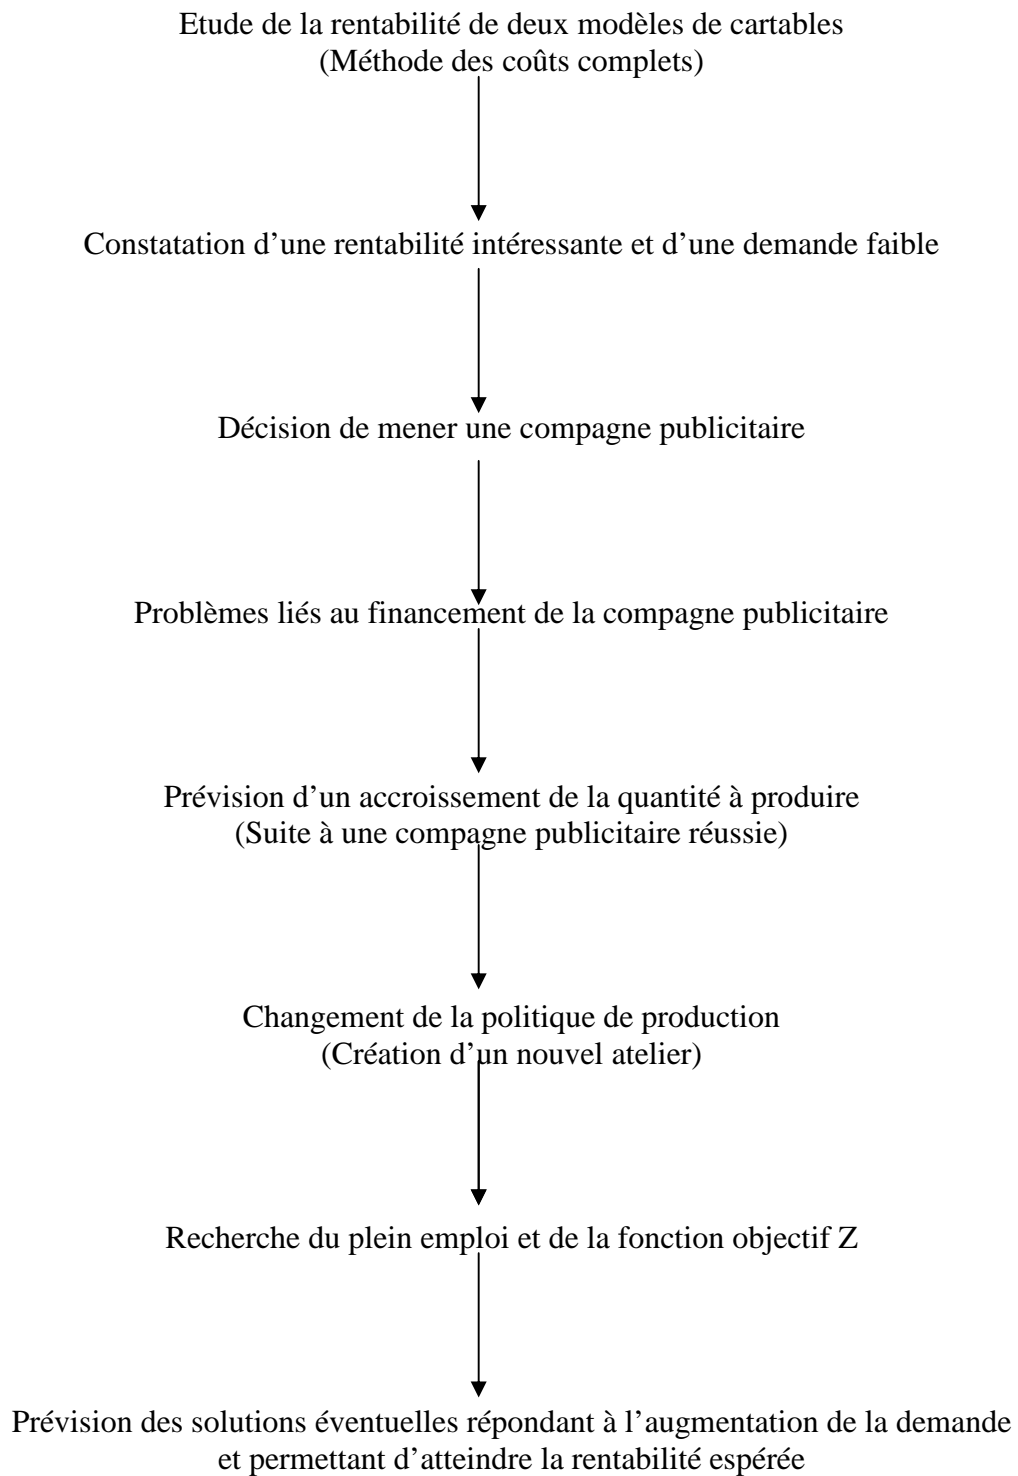 Etude de la rentabilité de deux modèles de cartables
(Méthode des coûts complets)
Constatation d’une rentabilité intéressante et d’une demande faible
Décision de mener une compagne publicitaire
Problèmes liés au financement de la compagne publicitaire
Prévision d’un accroissement de la quantité à produire
(Suite à une compagne publicitaire réussie)
Changement de la politique de production
(Création d’un nouvel atelier)
Recherche du plein emploi et de la fonction objectif Z
Prévision des solutions éventuelles répondant à l’augmentation de la demande
et permettant d’atteindre la rentabilité espérée